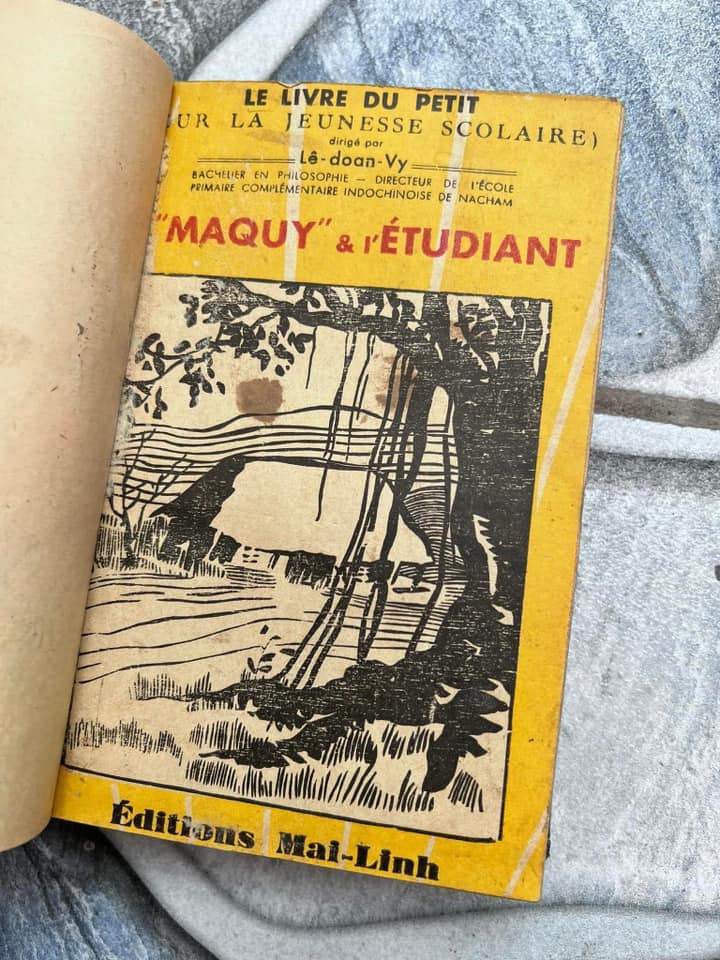 LE LIVRE DU PETIT
UR LA JEUNESSE SCOLAIRE)
dirigé par
Lê-doan-Vy
BACHELIER EN PHILOSOPHIE — DIRECTEUR DE L'ÉCOLE
PRIMAIRE COMPLÉMENTAIRE INDOCHINOISE DE NACHAM
"MAQUY" & l'ÉTUDIANT
Éditions Mai-Linh